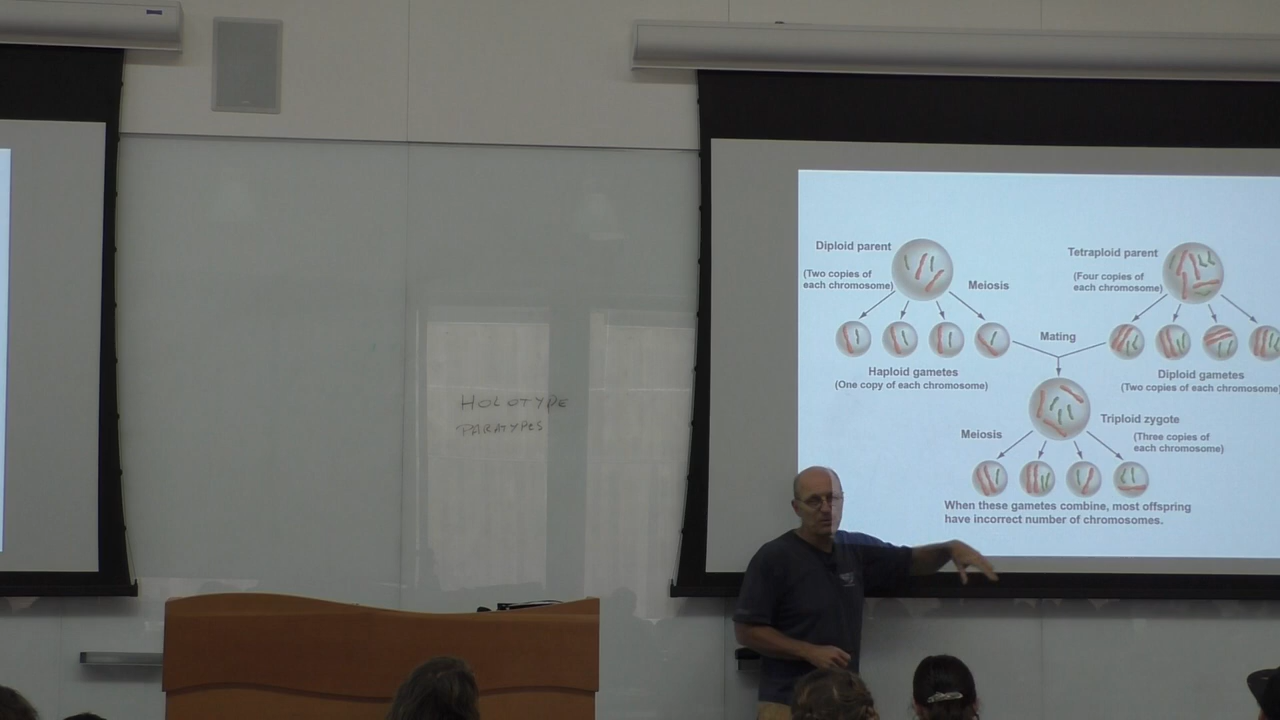 HOLOTYPE
PARATYPES
Diploid parent
(Two copies of
each chromosome)
Meiosis
Haploid gametes
(One copy of each chromosome)
Mating
Tetraploid parent
(Four copies of
each chromosome)
Diploid gametes
(Two copies of each chromosome)
Triploid zygote
(Three copies of
each chromosome)
Meiosis
When these gametes combine, most offspring
have incorrect number of chromosomes.